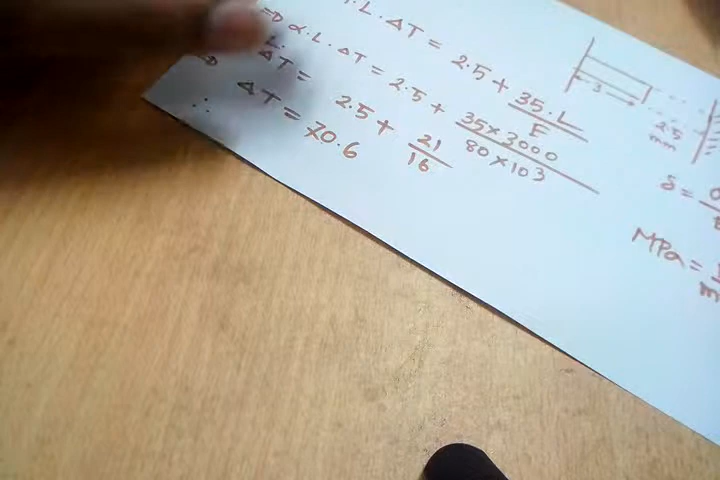 . L . ΔT = 2.5 + 35. L / E
=> α . L . ΔT = 2.5 + 35 × 3000 / 80 × 103
L. ΔT = 2.5 + 21 / 16
∴ ΔT = 70.6
3
2.5 mm
δ =
MPa =